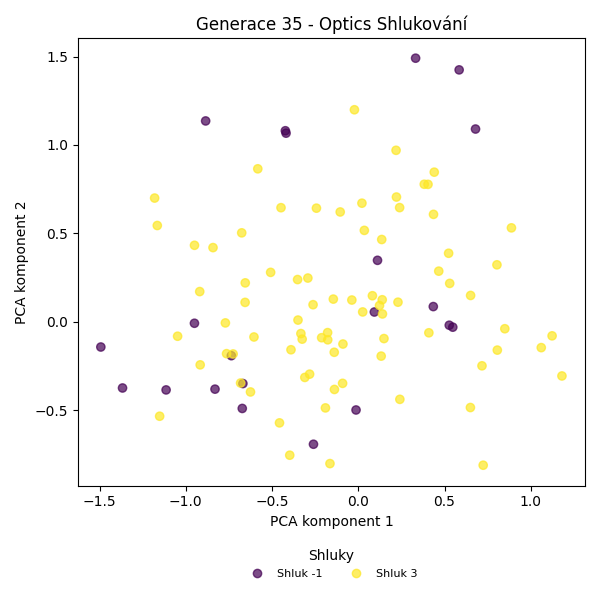 Generace 35 - Optics Shlukování
PCA komponent 2
1.5
1.0
0.5
0.0
−0.5
−1.5 −1.0 −0.5 0.0 0.5 1.0
PCA komponent 1
Shluky
Shluk -1 Shluk 3